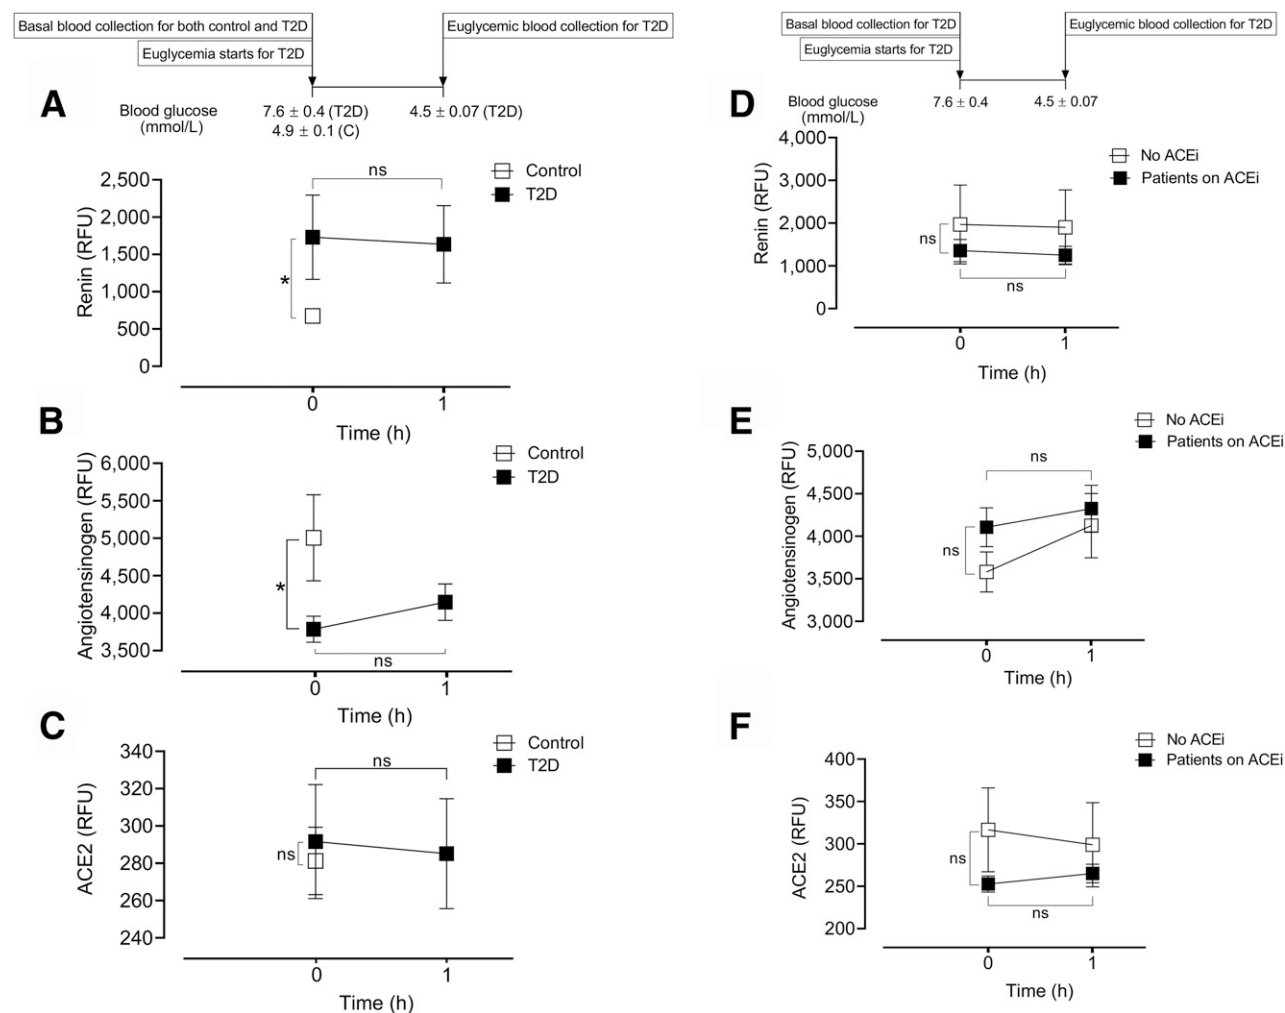 Basal blood collection for both control and T2D
Euglycemic blood collection for T2D
Euglycemia starts for T2D
A
Blood glucose
(mmol/L)
7.6 ± 0.4 (T2D)
4.9 ± 0.1 (C)
4.5 ± 0.07 (T2D)
Renin (RFU)
2,500
2,000
1,500
1,000
500
0
ns
*
Control
T2D
0
1
Time (h)
B
Angiotensinogen (RFU)
6,000
5,500
5,000
4,500
4,000
3,500
*
ns
Control
T2D
0
1
Time (h)
C
ACE2 (RFU)
340
320
300
280
260
240
ns
ns
Control
T2D
0
1
Time (h)
Basal blood collection for T2D
Euglycemic blood collection for T2D
Euglycemia starts for T2D
D
Blood glucose
(mmol/L)
7.6 ± 0.4
4.5 ± 0.07
Renin (RFU)
4,000
3,000
2,000
1,000
0
ns
ns
No ACEi
Patients on ACEi
0
1
Time (h)
E
Angiotensinogen (RFU)
5,000
4,500
4,000
3,500
3,000
ns
ns
No ACEi
Patients on ACEi
0
1
Time (h)
F
ACE2 (RFU)
400
350
300
250
200
ns
ns
No ACEi
Patients on ACEi
0
1
Time (h)